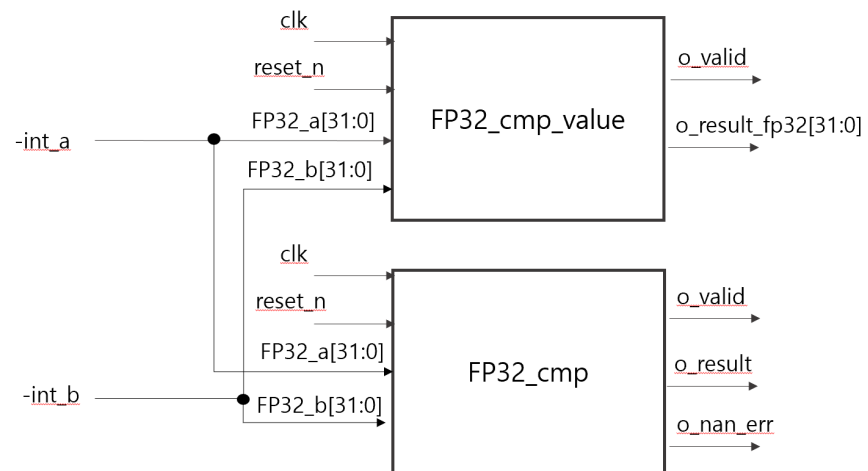 clk
reset_n
-int_a
FP32_a[31:0]
FP32_b[31:0]
FP32_cmp_value
o_valid
o_result_fp32[31:0]
clk
reset_n
FP32_a[31:0]
-int_b
FP32_b[31:0]
FP32_cmp
o_valid
o_result
o_nan_err